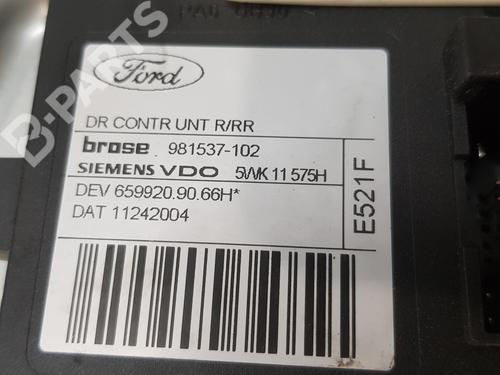 Ford
DR CONTR UNT R/RR
brose 981537-102
SIEMENS VDO 5WK 11 575H
DEV 659920.90.66H*
DAT 11242004
E521F
B-PARTS